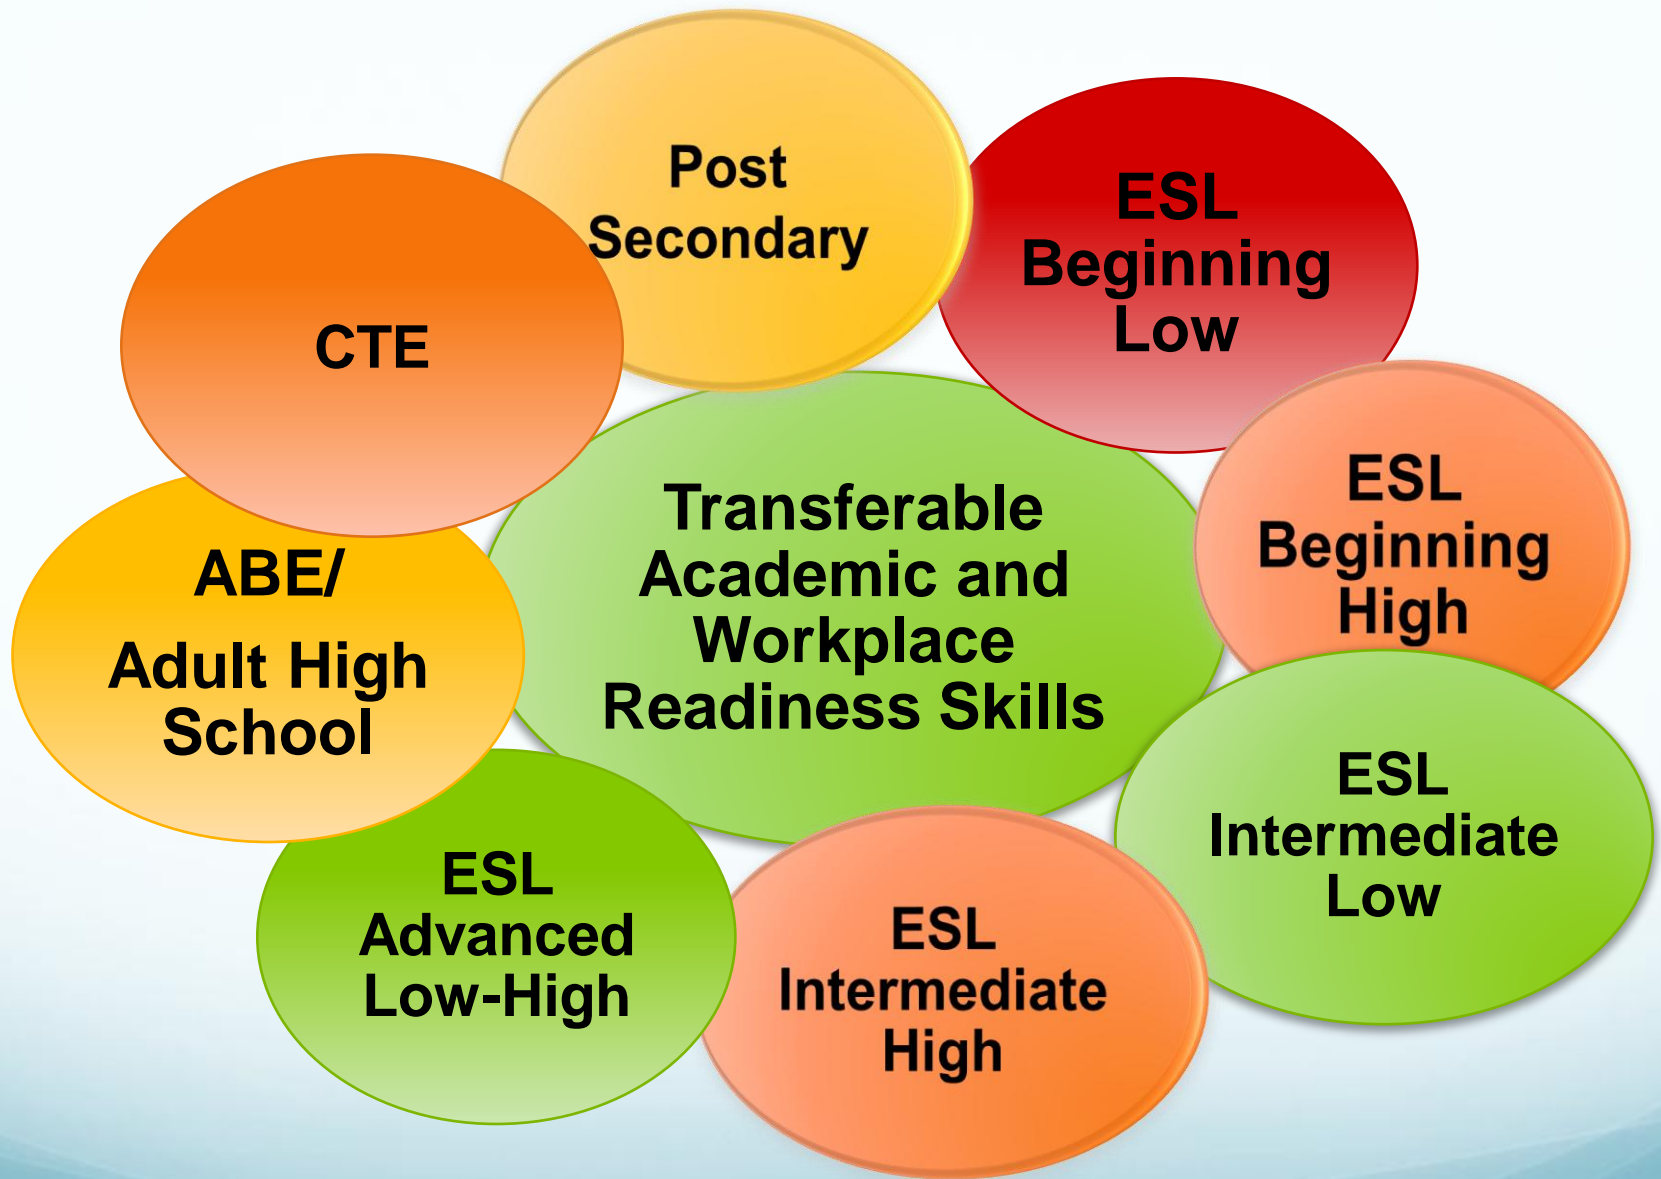 Post
Secondary
ESL
Beginning
Low
CTE
ESL
Beginning
High
Transferable
Academic and
Workplace
Readiness Skills
ABE/
Adult High
School
ESL
Intermediate
Low
ESL
Advanced
Low-High
ESL
Intermediate
High